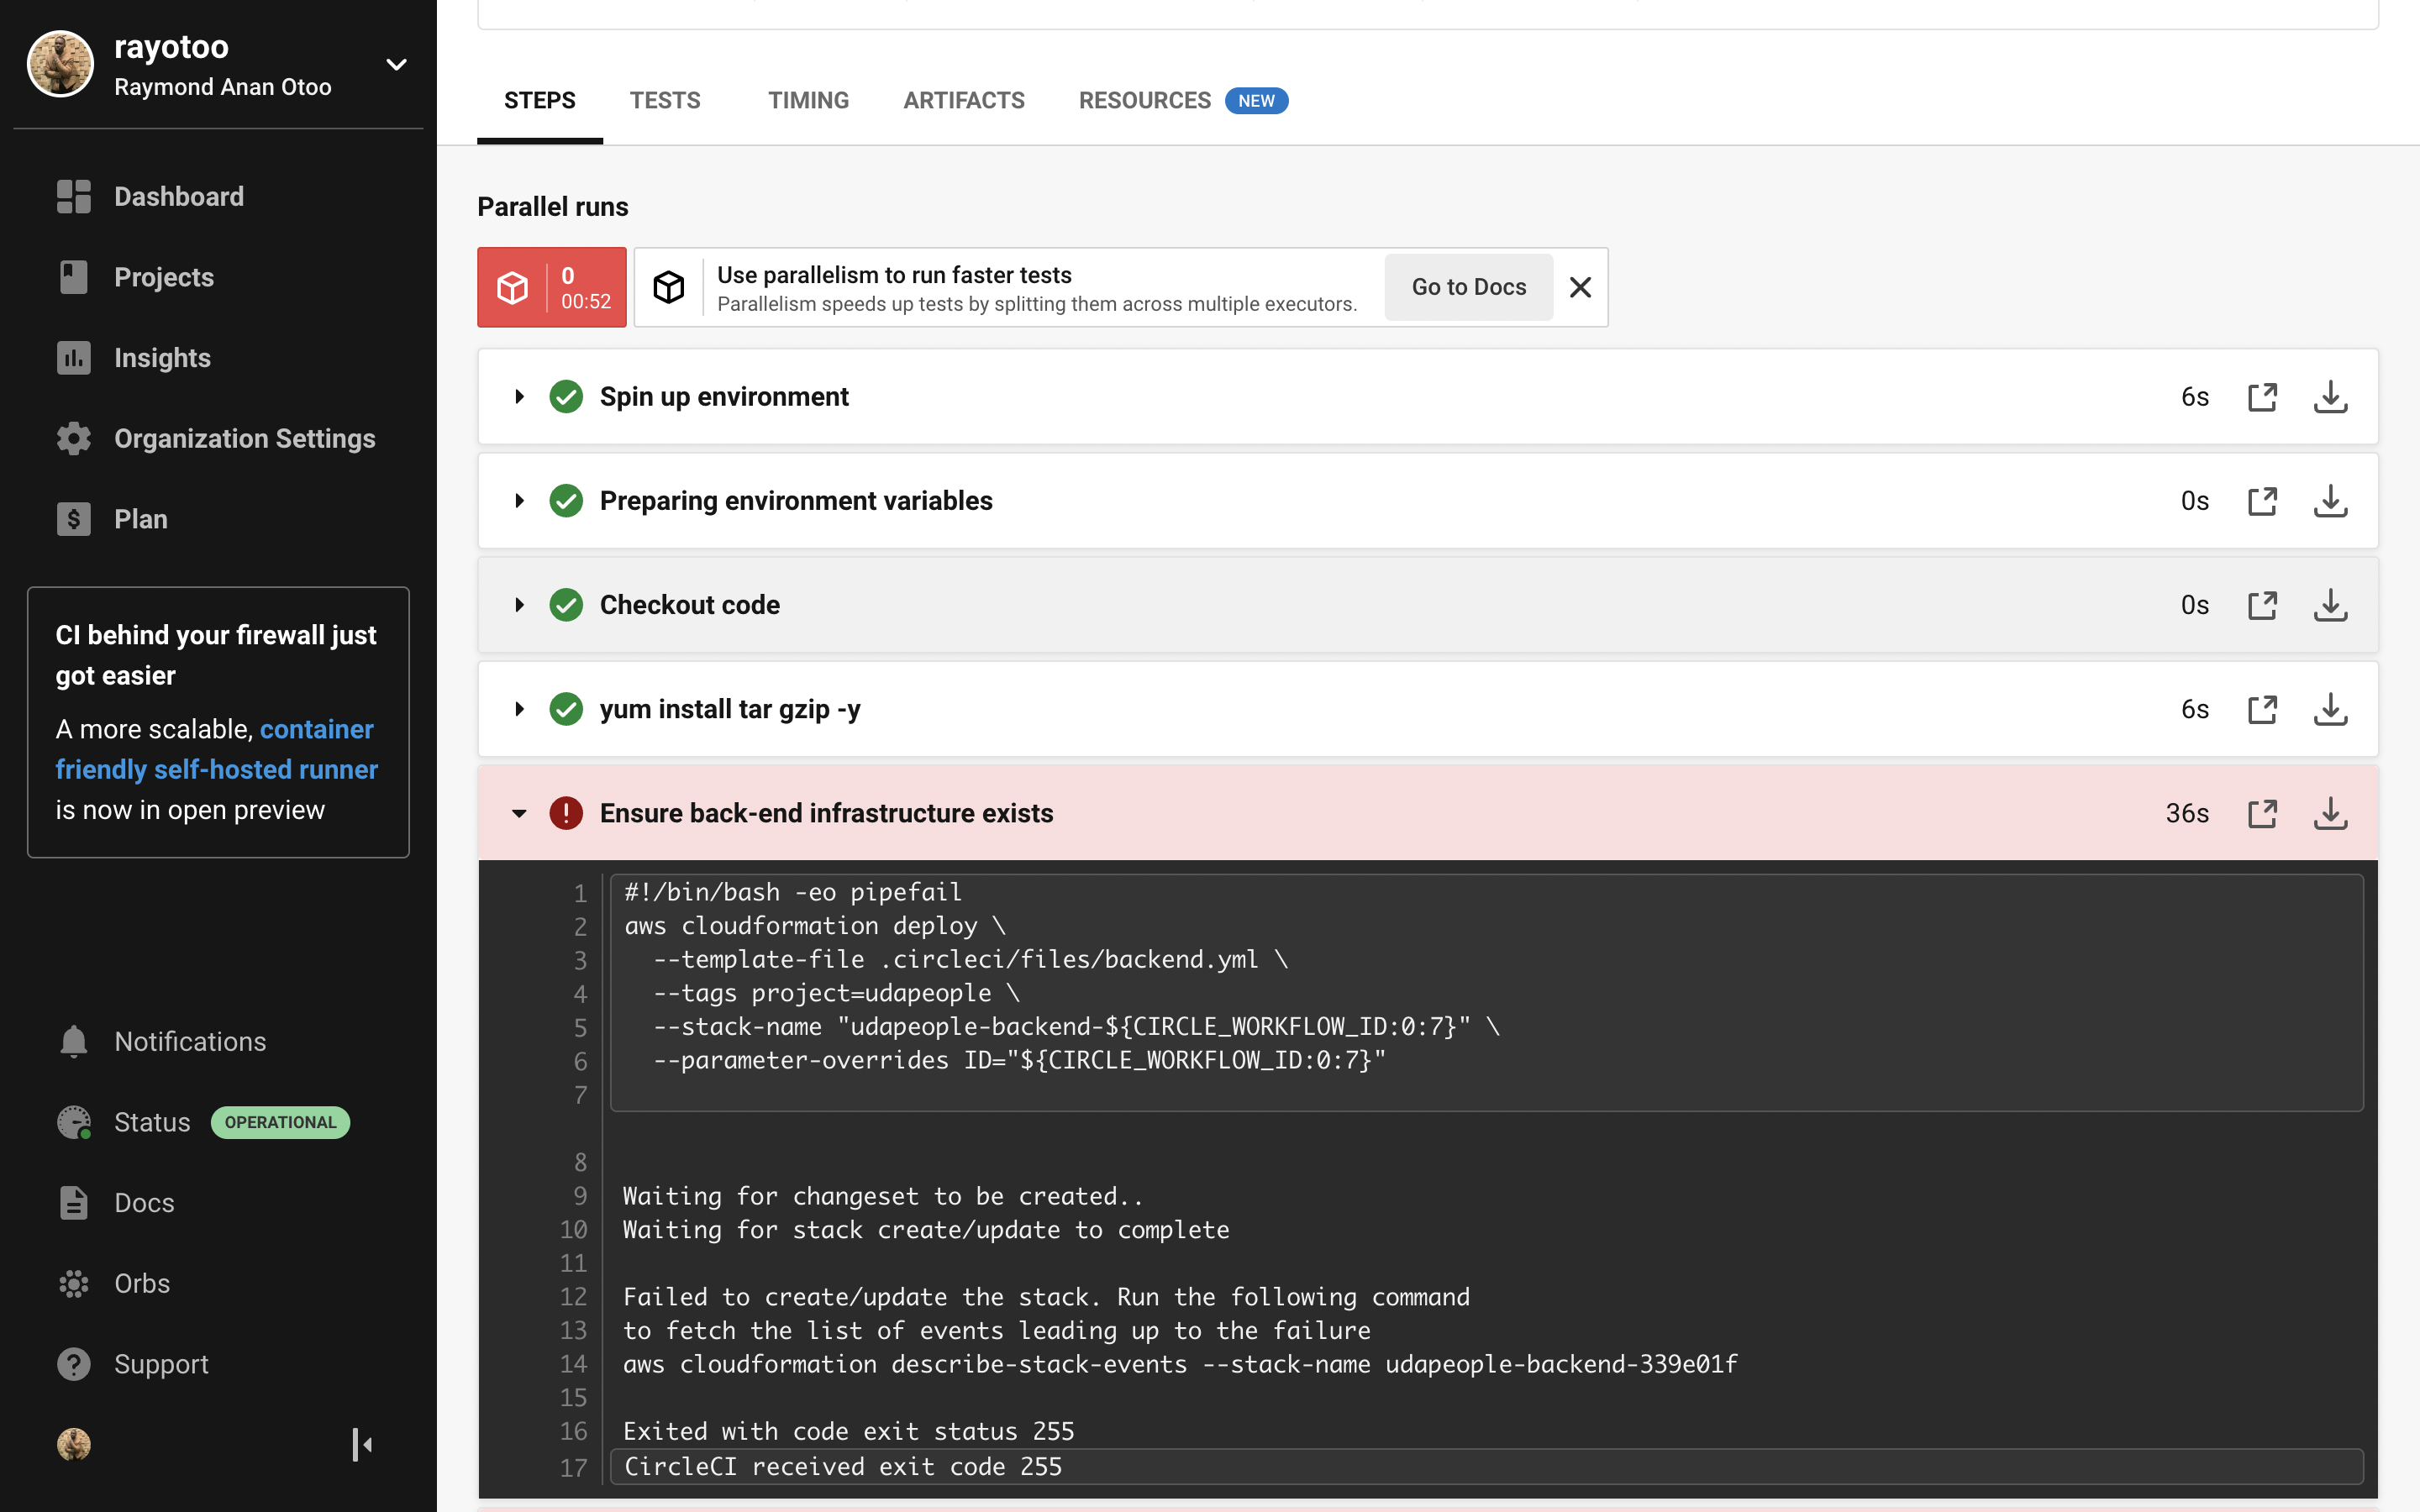 rayotoo
Raymond Anan Otoo
Dashboard
Projects
Insights
Organization Settings
Plan
CI behind your firewall just
got easier
A more scalable, container
friendly self-hosted runner
is now in open preview
Notifications
Status OPERATIONAL
Docs
Orbs
Support
STEPS TESTS TIMING ARTIFACTS RESOURCES NEW
Parallel runs
0
00:52
Use parallelism to run faster tests
Parallelism speeds up tests by splitting them across multiple executors.
Go to Docs
Spin up environment 6s
Preparing environment variables 0s
Checkout code 0s
yum install tar gzip -y 6s
Ensure back-end infrastructure exists 36s
1 #!/bin/bash -eo pipefail
2 aws cloudformation deploy \
3 --template-file .circleci/files/backend.yml \
4 --tags project=udapeople \
5 --stack-name "udapeople-backend-${CIRCLE_WORKFLOW_ID:0:7}" \
6 --parameter-overrides ID="${CIRCLE_WORKFLOW_ID:0:7}"
7
8
9 Waiting for changeset to be created..
10 Waiting for stack create/update to complete
11
12 Failed to create/update the stack. Run the following command
13 to fetch the list of events leading up to the failure
14 aws cloudformation describe-stack-events --stack-name udapeople-backend-339e01f
15
16 Exited with code exit status 255
17 CircleCI received exit code 255